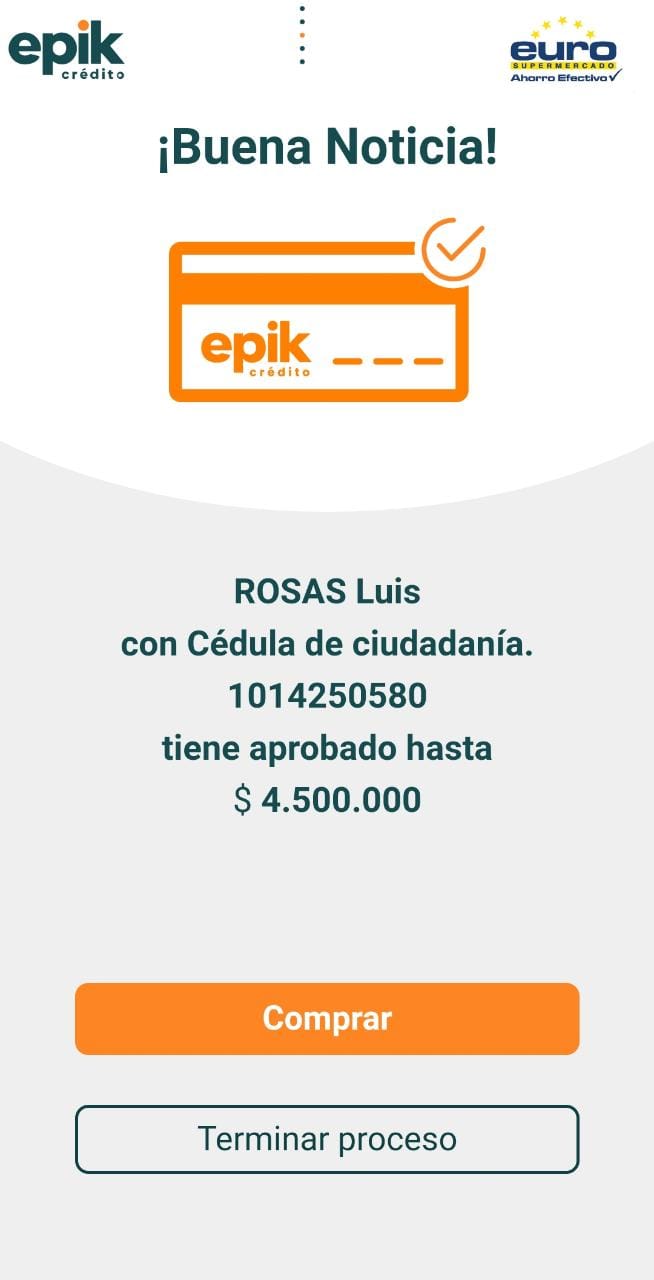 epik
crédito
euro
SUPERMERCADO
Ahorro Efectivo
¡Buena Noticia!
epik
crédito
ROSAS Luis
con Cédula de ciudadanía.
1014250580
tiene aprobado hasta
$ 4.500.000
Comprar
Terminar proceso